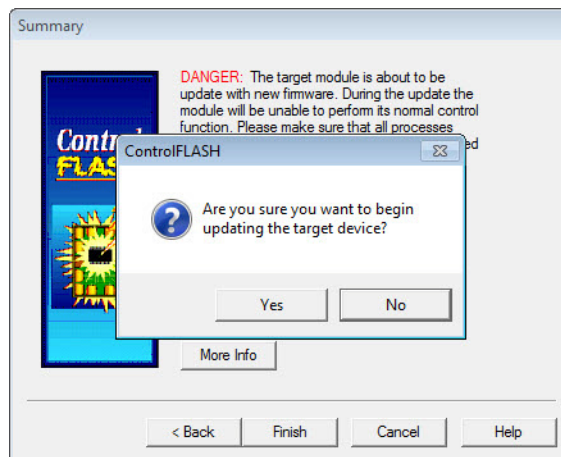 Summary
DANGER: The target module is about to be
update with new firmware. During the update the
module will be unable to perform its normal control
function. Please make sure that all processes
ControlFLASH
Are you sure you want to begin
updating the target device?
Yes
No
More Info
< Back
Finish
Cancel
Help